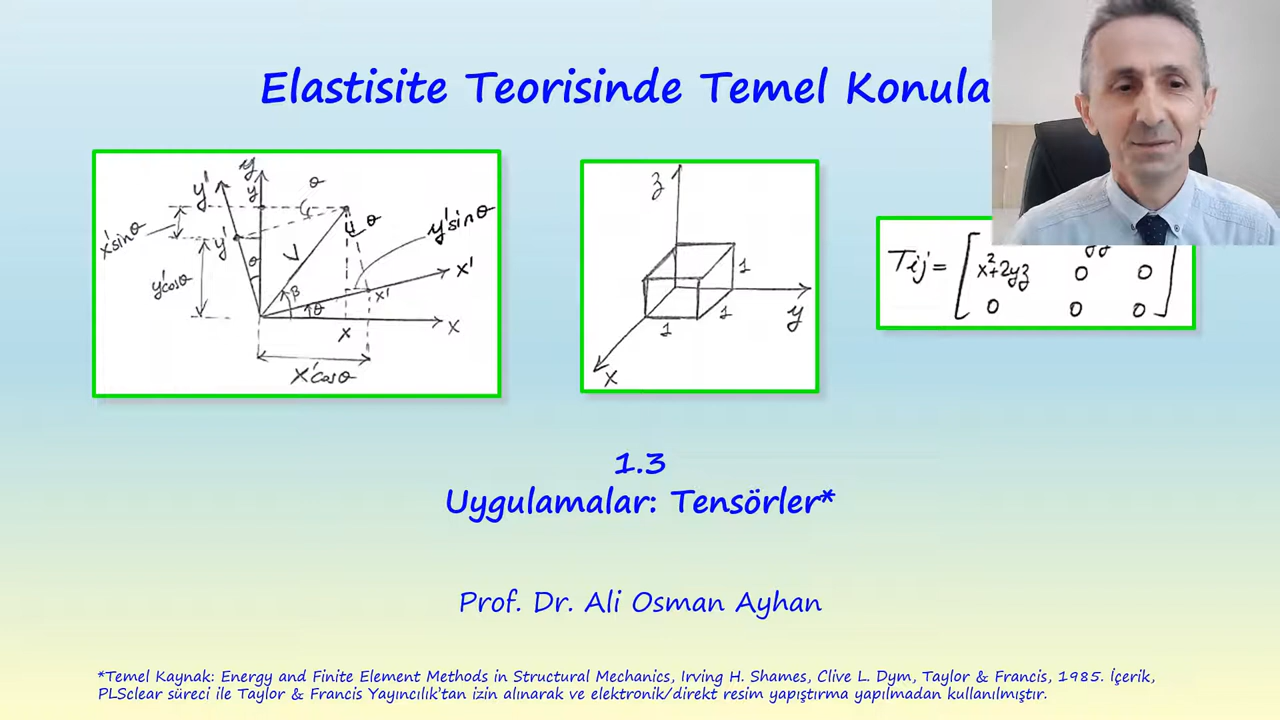 Elastisite Teorisinde Temel Konula
y
y'
y
θ
x'sinθ
y'
θ
y'sinθ
V
θ
y'cosθ
β
x'
x'
θ
x
x
x'cosθ
z
1
y
1
1
x
Tij = [ x²+2yz 0 0
0 0 0 ]
1.3
Uygulamalar: Tensörler*
Prof. Dr. Ali Osman Ayhan
*Temel Kaynak: Energy and Finite Element Methods in Structural Mechanics, Irving H. Shames, Clive L. Dym, Taylor & Francis, 1985. İçerik,
PLSclear süreci ile Taylor & Francis Yayıncılık'tan izin alınarak ve elektronik/direkt resim yapıştırma yapılmadan kullanılmıştır.